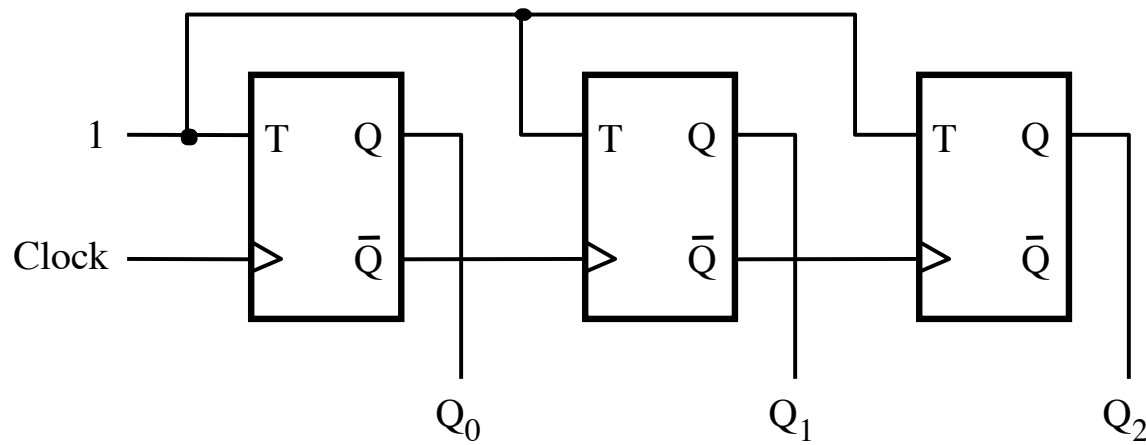 1 T Q T Q T Q
Clock Q̅ Q̅ Q̅
Q₀ Q₁ Q₂